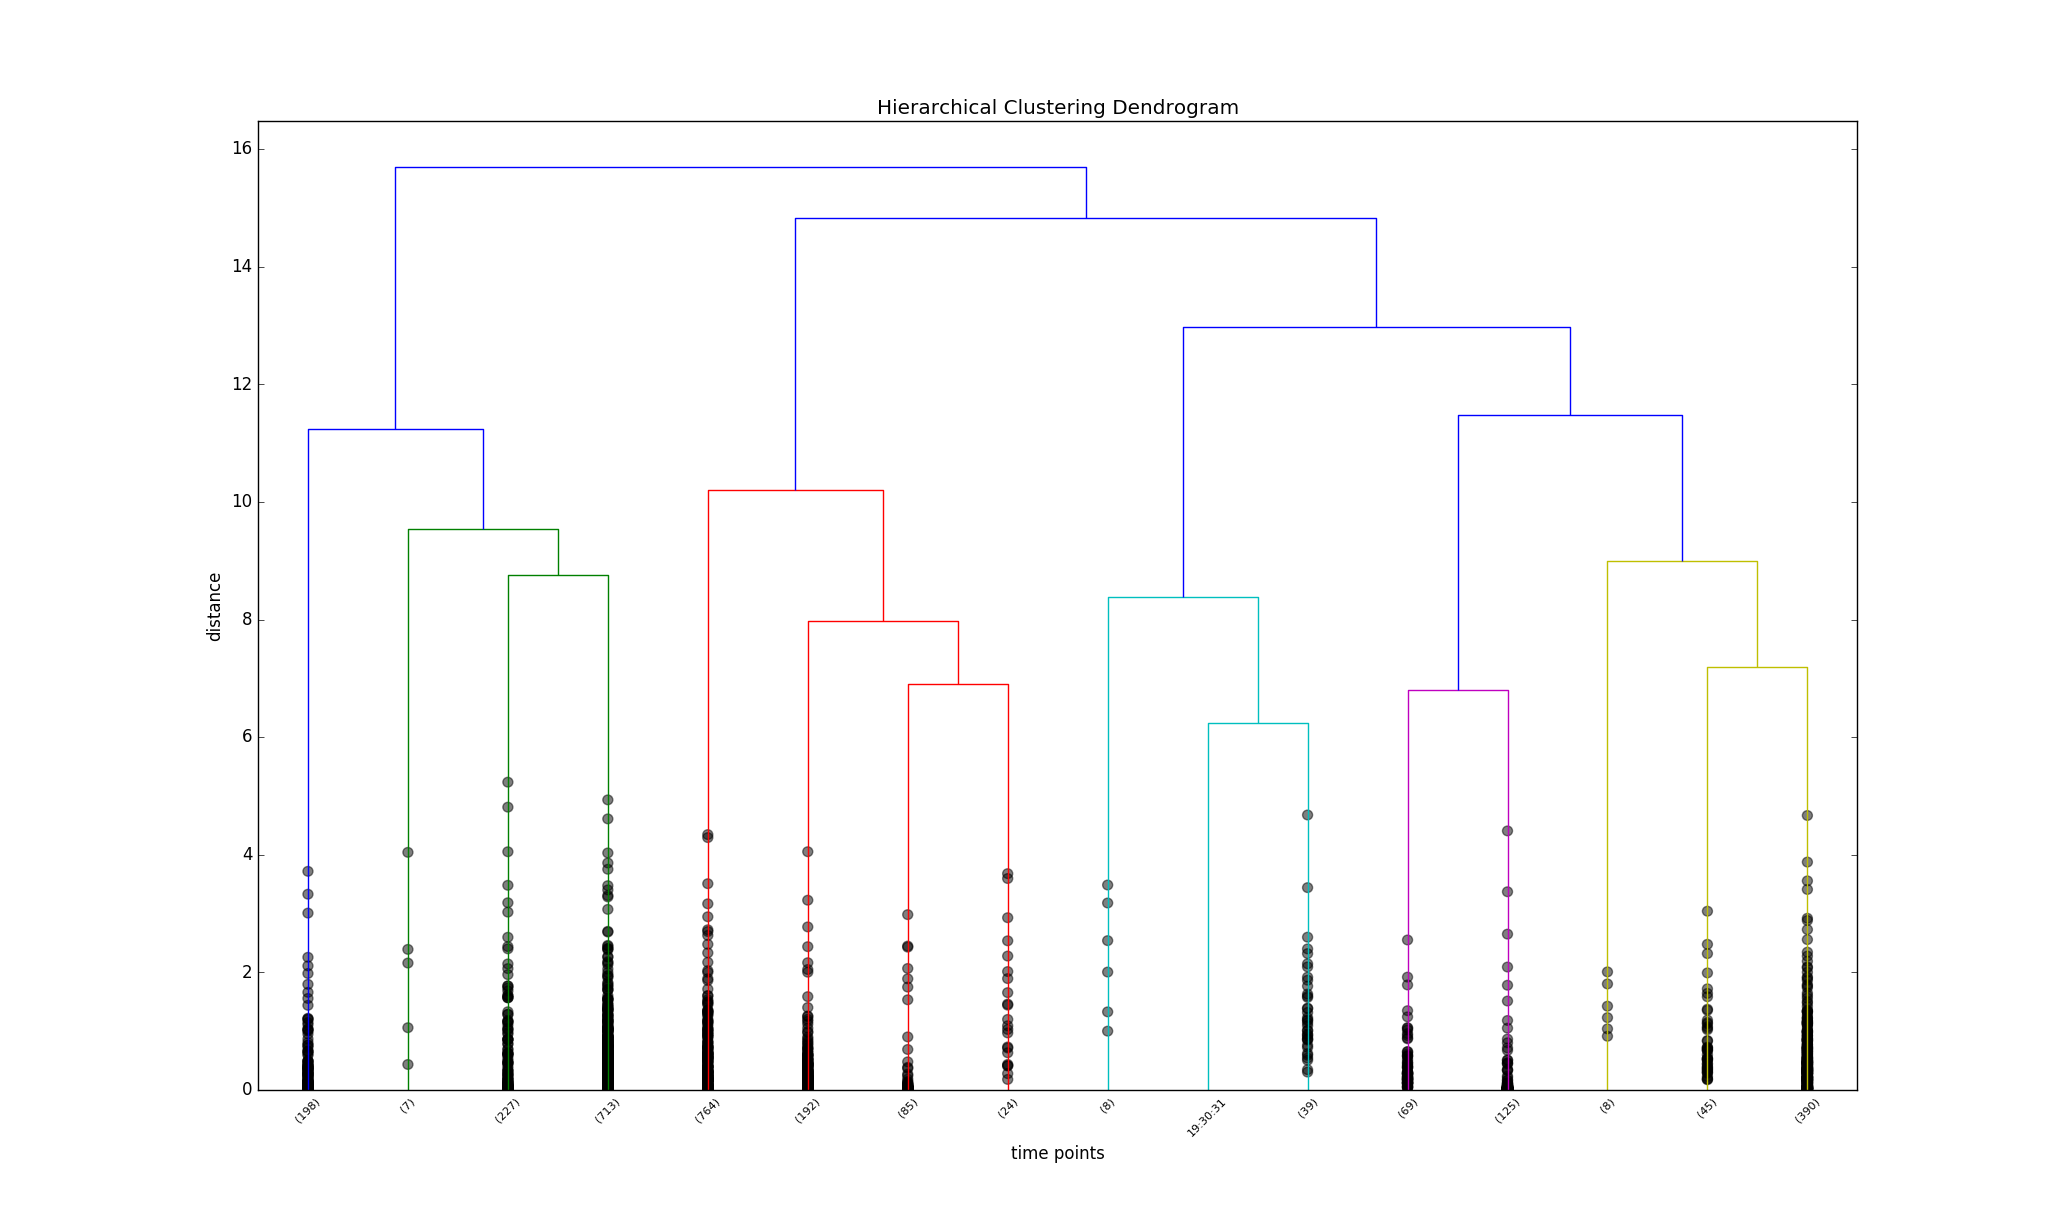 Hierarchical Clustering Dendrogram
16
14
12
10
8
6
4
2
0
distance
(198) (7) (227) (713) (764) (192) (85) (24) (8) 19:30:31 (39) (69) (125) (8) (45) (390)
time points